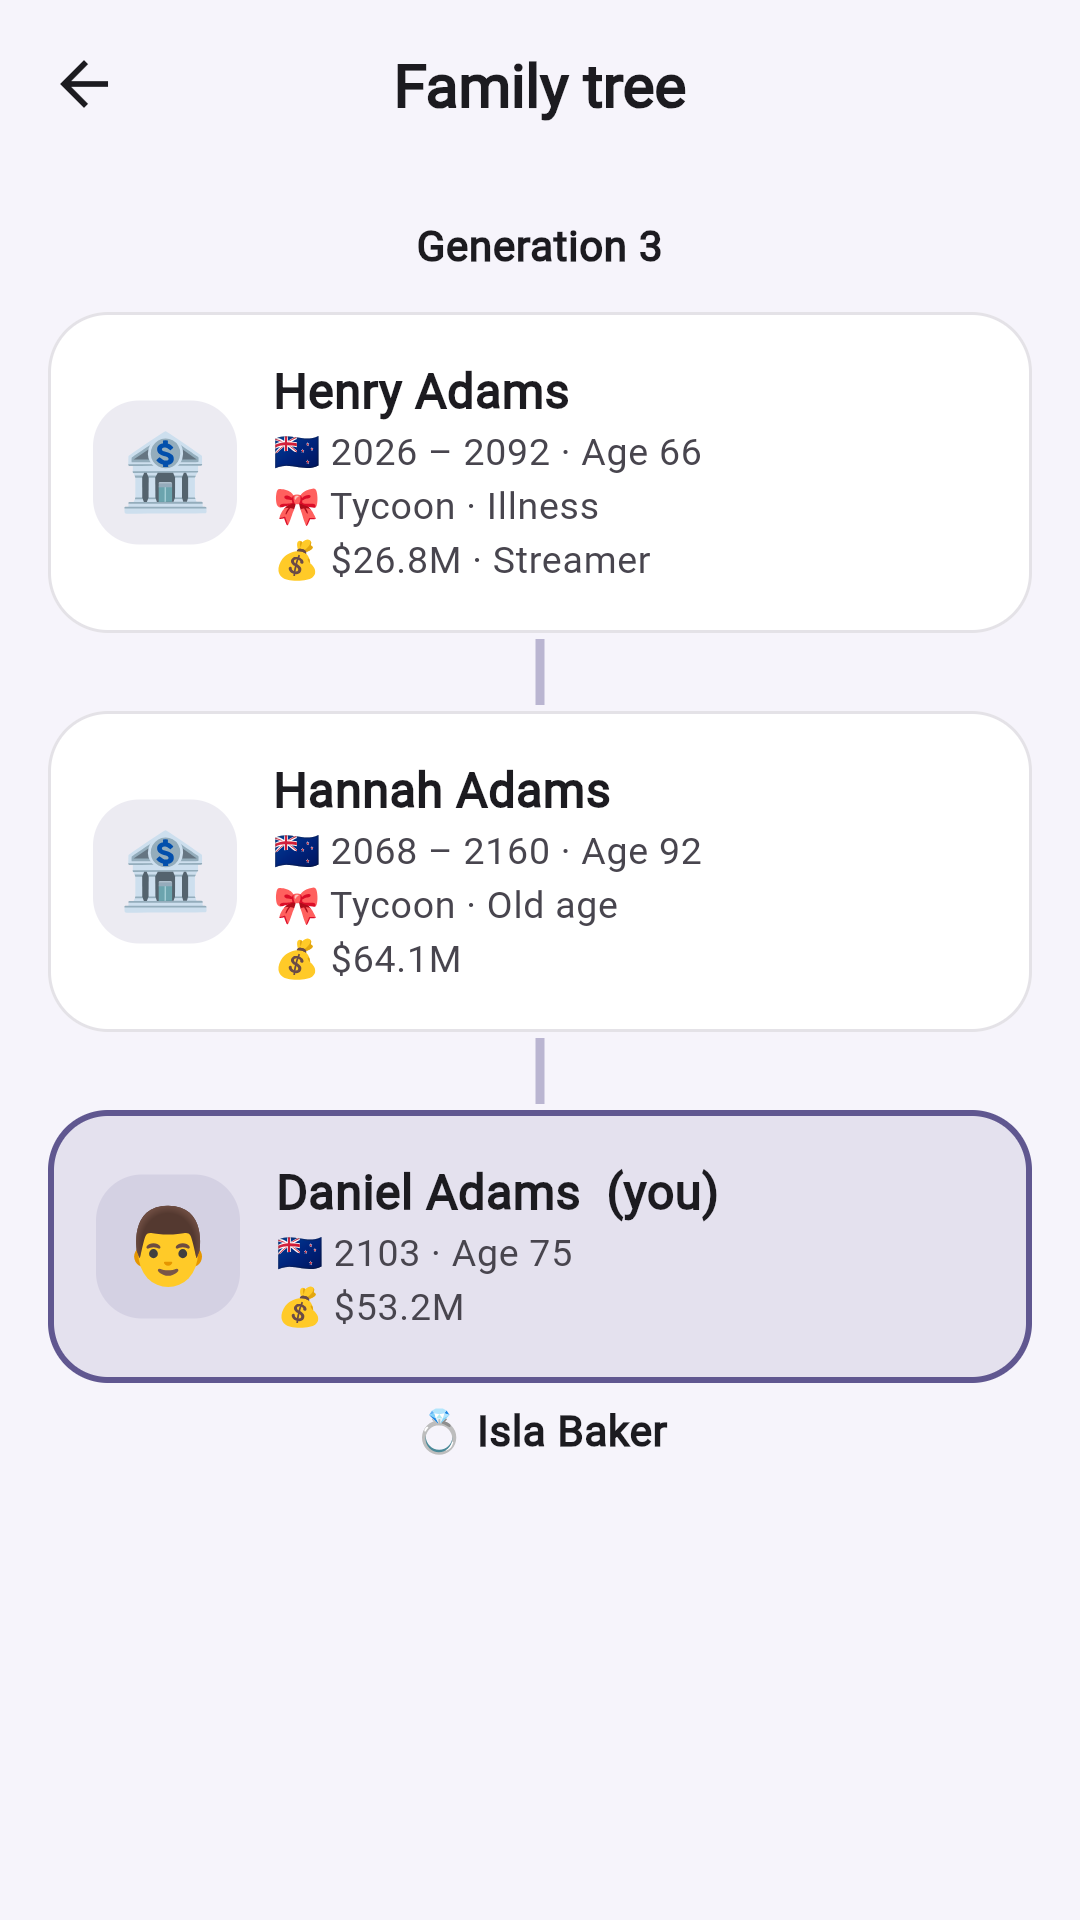 Family tree
Generation 3
Henry Adams
🇳🇿 2026 – 2092 · Age 66
🎀 Tycoon · Illness
💰 $26.8M · Streamer
Hannah Adams
🇳🇿 2068 – 2160 · Age 92
🎀 Tycoon · Old age
💰 $64.1M
Daniel Adams (you)
🇳🇿 2103 · Age 75
💰 $53.2M
💍 Isla Baker